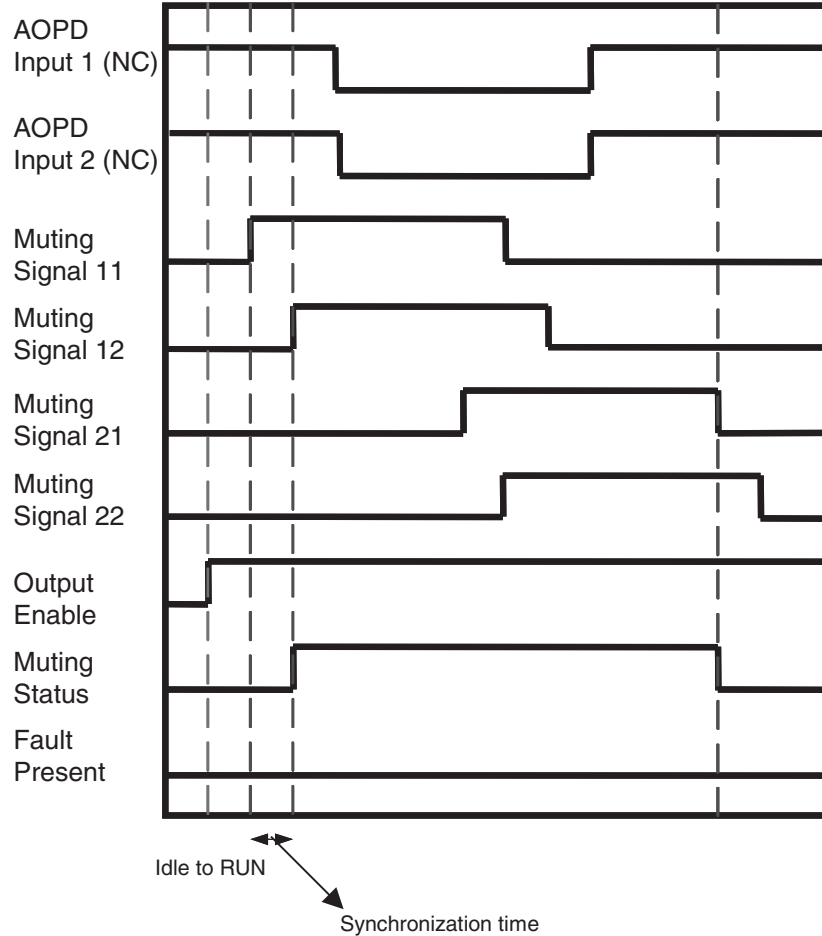 AOPD
Input 1 (NC)
AOPD
Input 2 (NC)
Muting
Signal 11
Muting
Signal 12
Muting
Signal 21
Muting
Signal 22
Output
Enable
Muting
Status
Fault
Present
Idle to RUN
Synchronization time